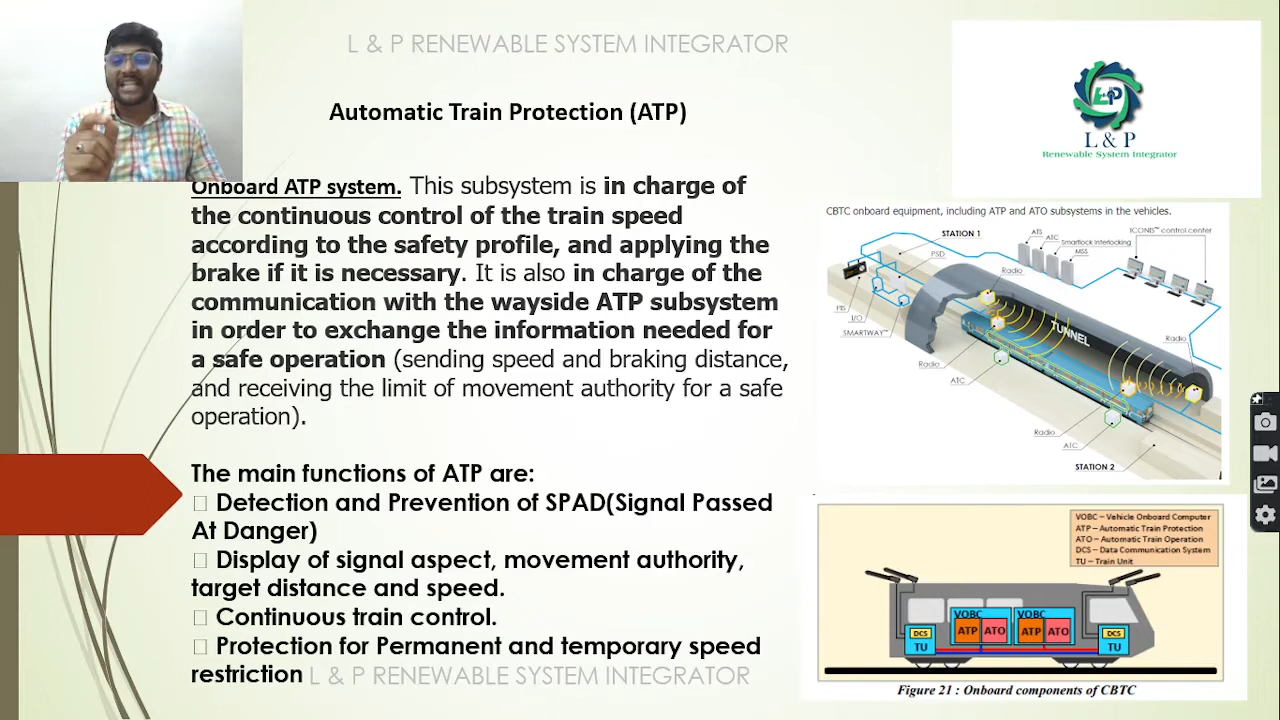 L & P RENEWABLE SYSTEM INTEGRATOR
Automatic Train Protection (ATP)
L & P
Renewable System Integrator
Onboard ATP system. This subsystem is in charge of
the continuous control of the train speed
according to the safety profile, and applying the
brake if it is necessary. It is also in charge of the
communication with the wayside ATP subsystem
in order to exchange the information needed for
a safe operation (sending speed and braking distance,
and receiving the limit of movement authority for a safe
operation).
The main functions of ATP are:
Detection and Prevention of SPAD(Signal Passed
At Danger)
Display of signal aspect, movement authority,
target distance and speed.
Continuous train control.
Protection for Permanent and temporary speed
restriction
L & P RENEWABLE SYSTEM INTEGRATOR
CBTC onboard equipment, including ATP and ATO subsystems in the vehicles.
STATION 1
ATS
ATC
Smartlock Interlocking
MSS
ICONIS™ control center
PSD
Radio
PIS
I/O
SMARTWAY™
TUNNEL
Radio
Radio
ATC
Radio
ATC
STATION 2
VOBC – Vehicle Onboard Computer
ATP – Automatic Train Protection
ATO – Automatic Train Operation
DCS – Data Communication System
TU – Train Unit
VOBC VOBC
DCS ATP ATO ATP ATO DCS
TU TU
Figure 21 : Onboard components of CBTC